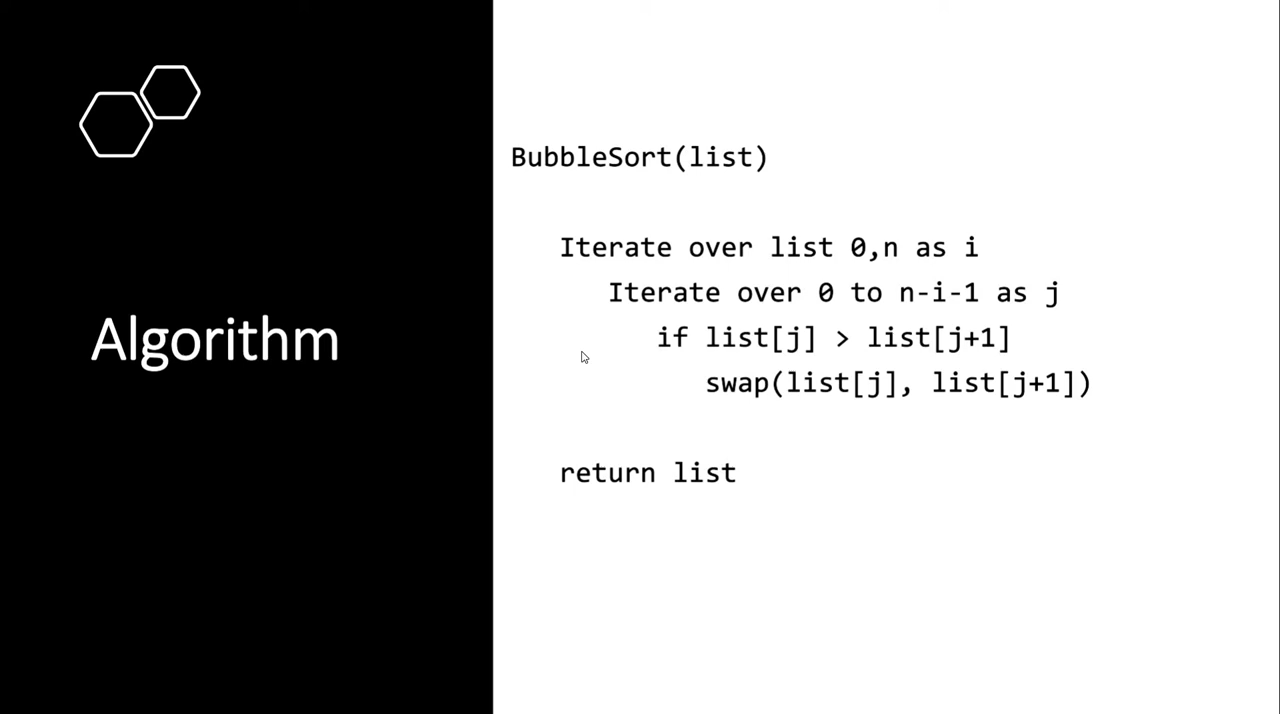 Algorithm
BubbleSort(list)
Iterate over list 0,n as i
Iterate over 0 to n-i-1 as j
if list[j] > list[j+1]
swap(list[j], list[j+1])
return list